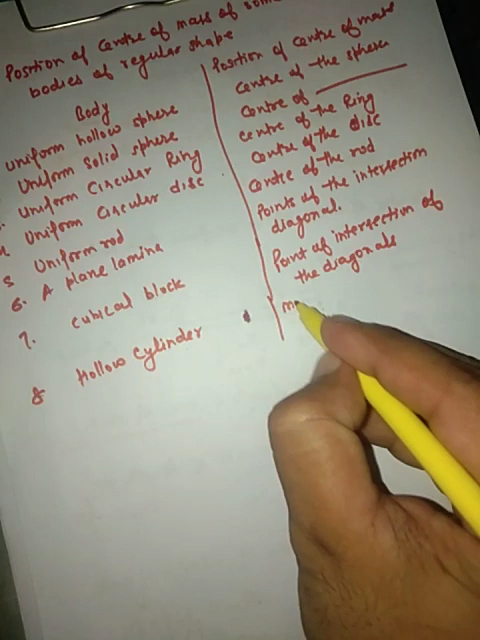 Position of Centre of mass of some
bodies of regular shape
Body
Uniform hollow sphere
Uniform Solid sphere
Uniform Circular Ring
Uniform Circular disc
5 Uniform rod
6. A plane lamina
7. Cubical block
8 Hollow Cylinder
Position of centre of mass
Centre of the sphere
Centre of
Centre of the Ring
Centre of the disc
Centre of the rod
Points of the intersection
diagonal.
Point of intersection of
the diagonals